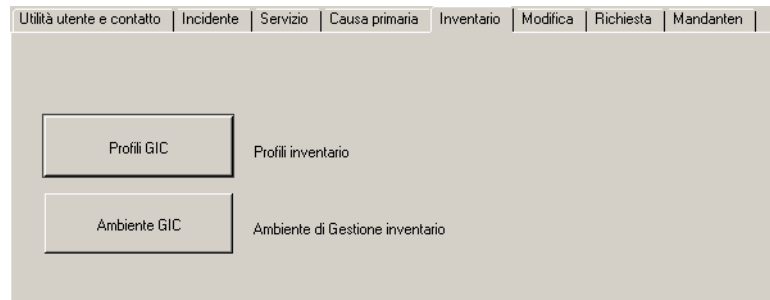 Utilità utente e contatto Incidente Servizio Causa primaria Inventario Modifica Richiesta Mandanten
Profili GIC Profili inventario
Ambiente GIC Ambiente di Gestione inventario